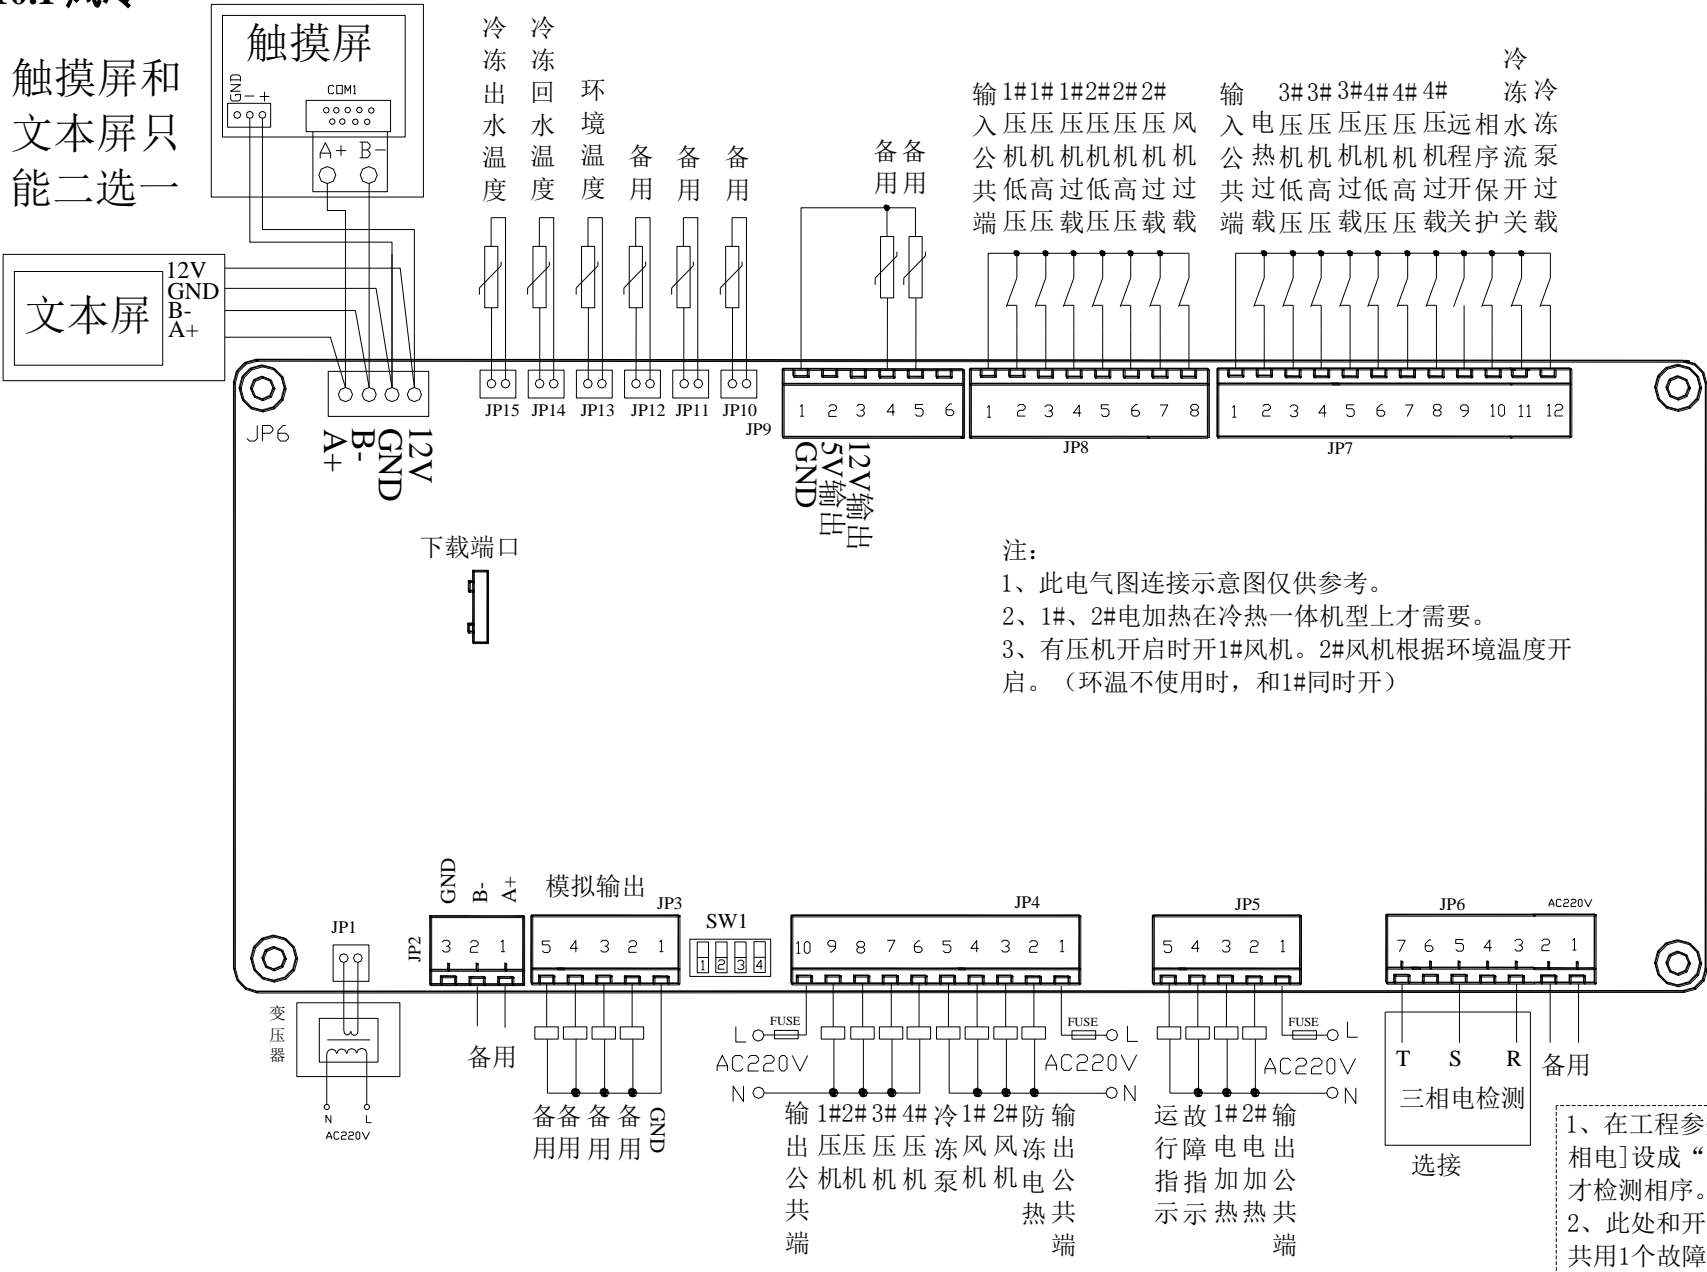 触摸屏和
文本屏只
能二选一
触摸屏
GND
-
+
COM1
A+ B-
文本屏
12V
GND
B-
A+
冷冻出水温度
冷冻回水温度
环境温度
备用
备用
备用
备用
备用
输入公共端
1#压机低压
1#压机高压
1#压机过载
2#压机低压
2#压机高压
2#压机过载
风机过载
输入公共端
电热过载
3#压机低压
3#压机高压
3#压机过载
4#压机低压
4#压机高压
4#压机过载
远程开关
相序保护
冷冻水流开关
冷冻泵过载
JP6
A+
B-
GND
12V
JP15 JP14 JP13 JP12 JP11 JP10
JP9
1 2 3 4 5 6
GND
5V输出
12V输出
1 2 3 4 5 6 7 8
JP8
1 2 3 4 5 6 7 8 9 10 11 12
JP7
下载端口
注:
1、此电气图连接示意图仅供参考。
2、1#、2#电加热在冷热一体机型上才需要。
3、有压机开启时开1#风机。2#风机根据环境温度开
启。（环温不使用时，和1#同时开）
JP1
变压器
N L
AC220V
JP2
GND
B-
A+
3 2 1
备用
模拟输出
JP3
5 4 3 2 1
备用
备用
备用
备用
GND
SW1
1 2 3 4
JP4
10 9 8 7 6 5 4 3 2 1
L FUSE
AC220V
N
FUSE L
AC220V
N
输出公共端
1#压机
2#压机
3#压机
4#压机
冷冻泵
1#风机
2#风机
防冻电热
输出公共端
JP5
5 4 3 2 1
FUSE L
AC220V
N
运行指示
故障指示
1#电加热
2#电加热
输出公共端
JP6
AC220V
7 6 5 4 3 2 1
T S R
备用
三相电检测
选接
1、在工程参
相电]设成“
才检测相序。
2、此处和开
共用1个故障